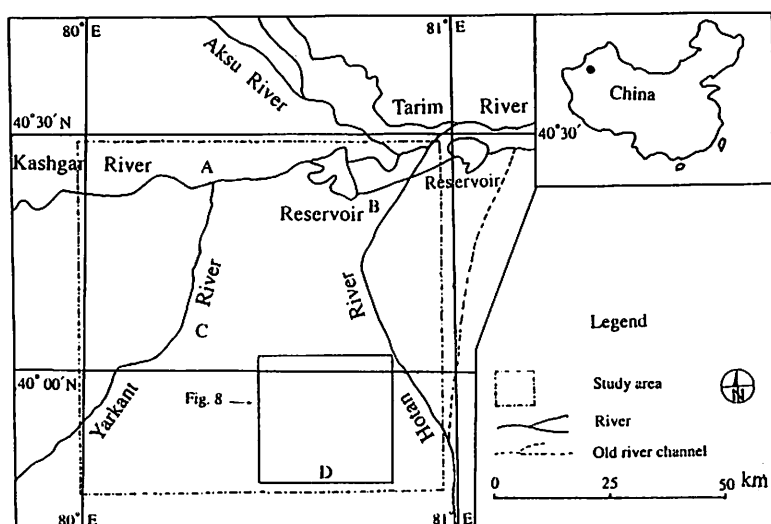 80° E
81° E
Aksu River
Tarim River
China
40°30′ N
40°30′
Kashgar River
A
Reservoir
Reservoir
B
River
River
C
Legend
40°00′ N
Study area
N
Fig. 8
Yarkant
Hotan
River
Old river channel
D
0 25 50 km
80° E
81° E